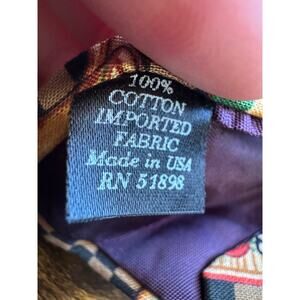 100%
COTTON
IMPORTED
FABRIC
Made in USA
RN 51898